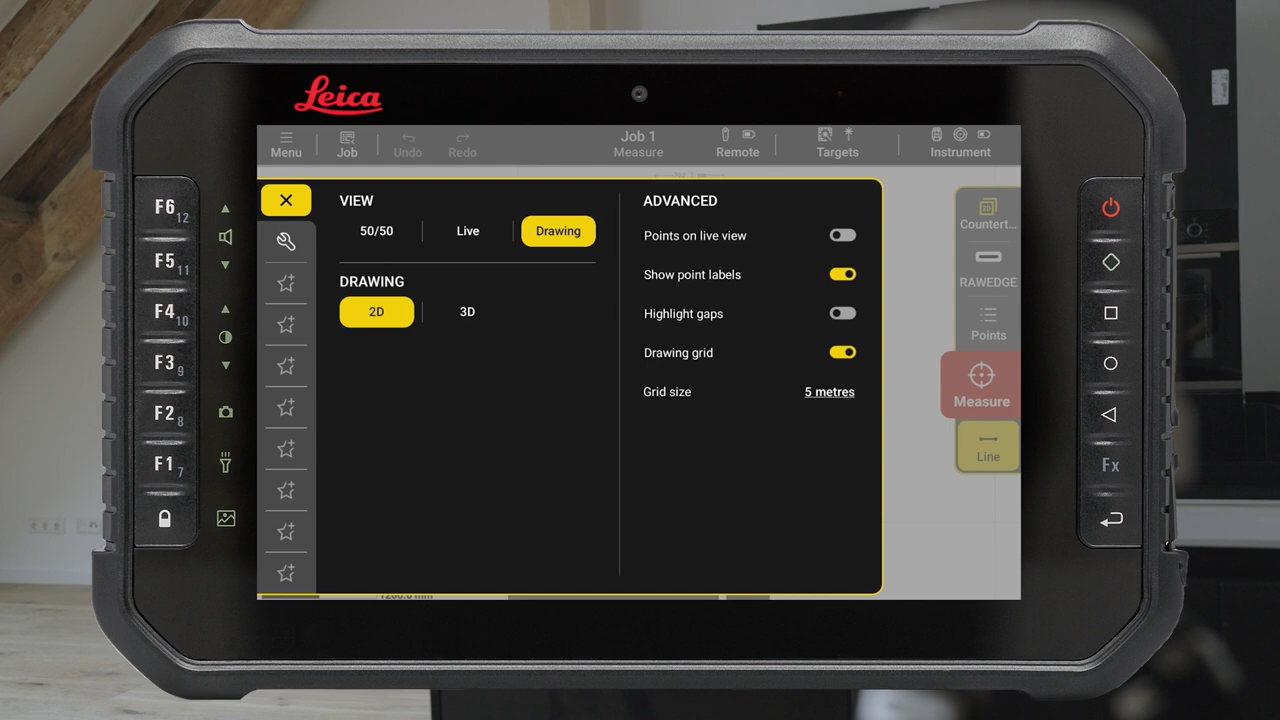 Leica
Menu
Job
Undo
Redo
Job 1
Measure
Remote
Targets
Instrument
VIEW
50/50
Live
Drawing
DRAWING
2D
3D
ADVANCED
Points on live view
Show point labels
Highlight gaps
Drawing grid
Grid size
5 metres
Countert...
RAWEDGE
Points
Measure
Line
F6 12
F5 11
F4 10
F3 9
F2 8
F1 7
Fx